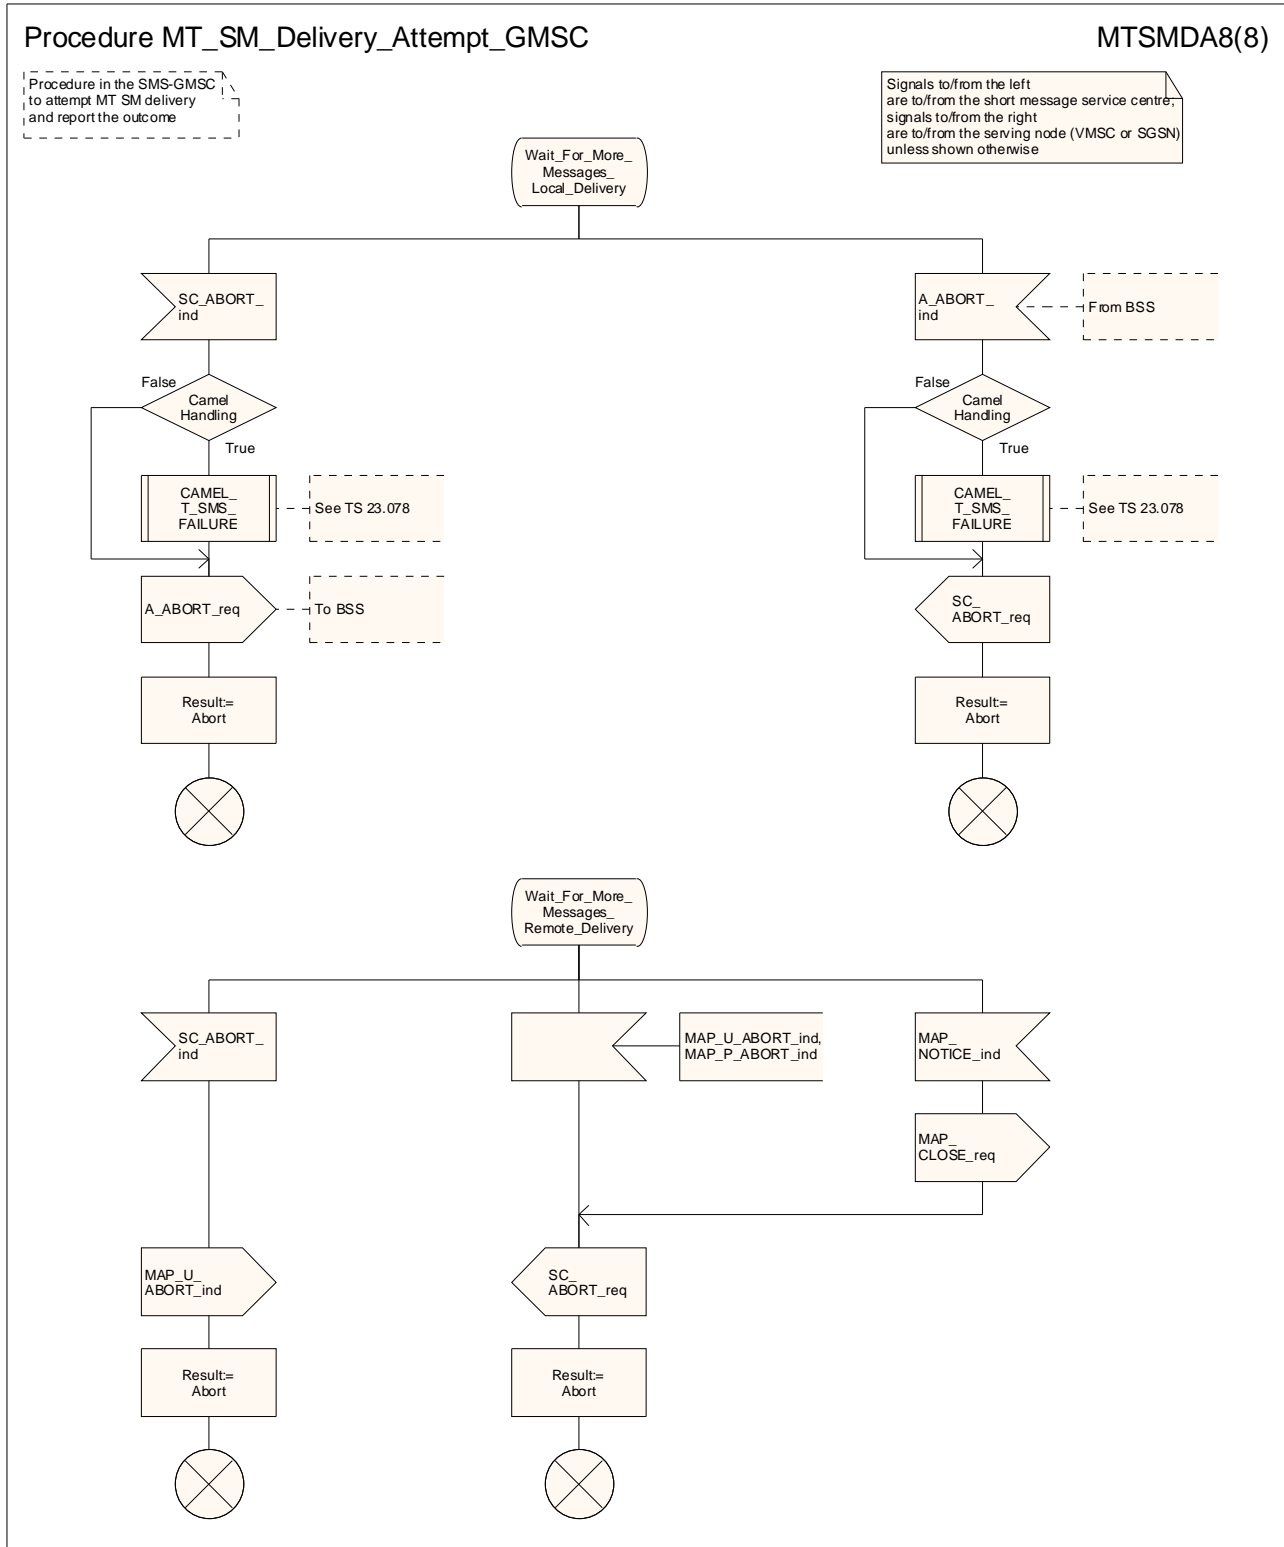 Procedure MT_SM_Delivery_Attempt_GMSC
MTSMDA8(8)
Procedure in the SMS-GMSC
to attempt MT SM delivery
and report the outcome
Signals to/from the left
are to/from the short message service centre;
signals to/from the right
are to/from the serving node (VMSC or SGSN)
unless shown otherwise
Wait_For_More_
Messages_
Local_Delivery
SC_ABORT_
ind
A_ABORT_
ind
From BSS
False
Camel
Handling
True
False
Camel
Handling
True
CAMEL_
T_SMS_
FAILURE
See TS 23.078
CAMEL_
T_SMS_
FAILURE
See TS 23.078
A_ABORT_req
To BSS
SC_
ABORT_req
Result:=
Abort
Result:=
Abort
Wait_For_More_
Messages_
Remote_Delivery
SC_ABORT_
ind
MAP_U_ABORT_ind,
MAP_P_ABORT_ind
MAP_
NOTICE_ind
MAP_
CLOSE_req
MAP_U_
ABORT_ind
SC_
ABORT_req
Result:=
Abort
Result:=
Abort